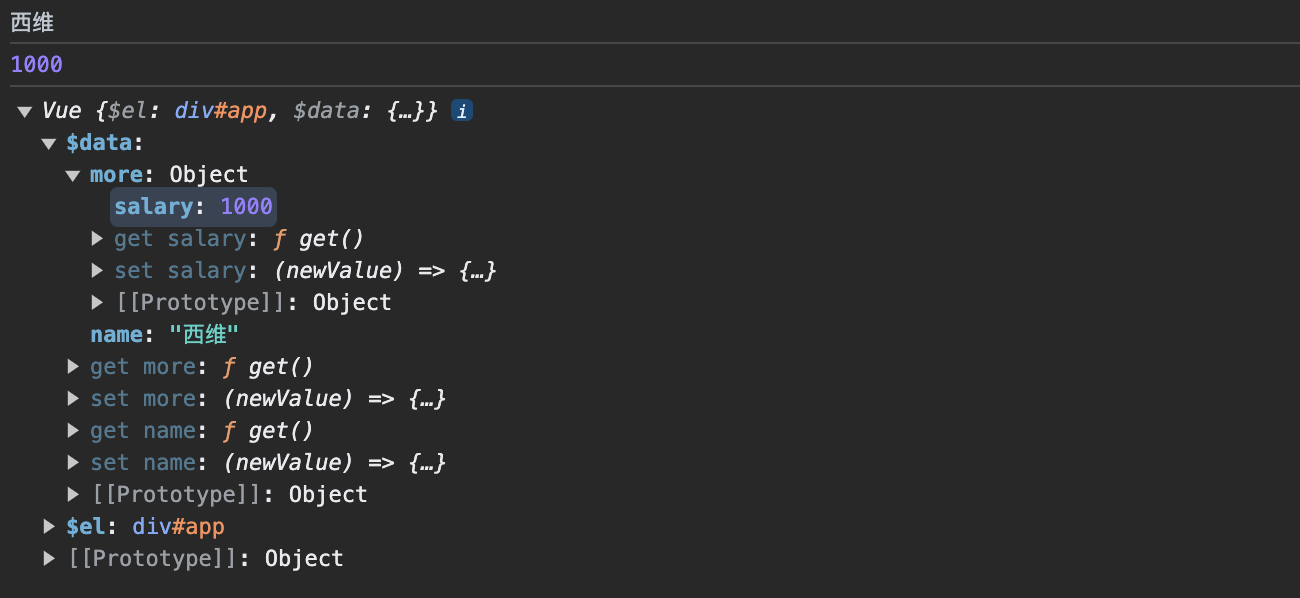 西维
1000
Vue {$el: div#app, $data: {…}} i
$data:
more: Object
salary: 1000
get salary: ƒ get()
set salary: (newValue) => {…}
[[Prototype]]: Object
name: "西维"
get more: ƒ get()
set more: (newValue) => {…}
get name: ƒ get()
set name: (newValue) => {…}
[[Prototype]]: Object
$el: div#app
[[Prototype]]: Object